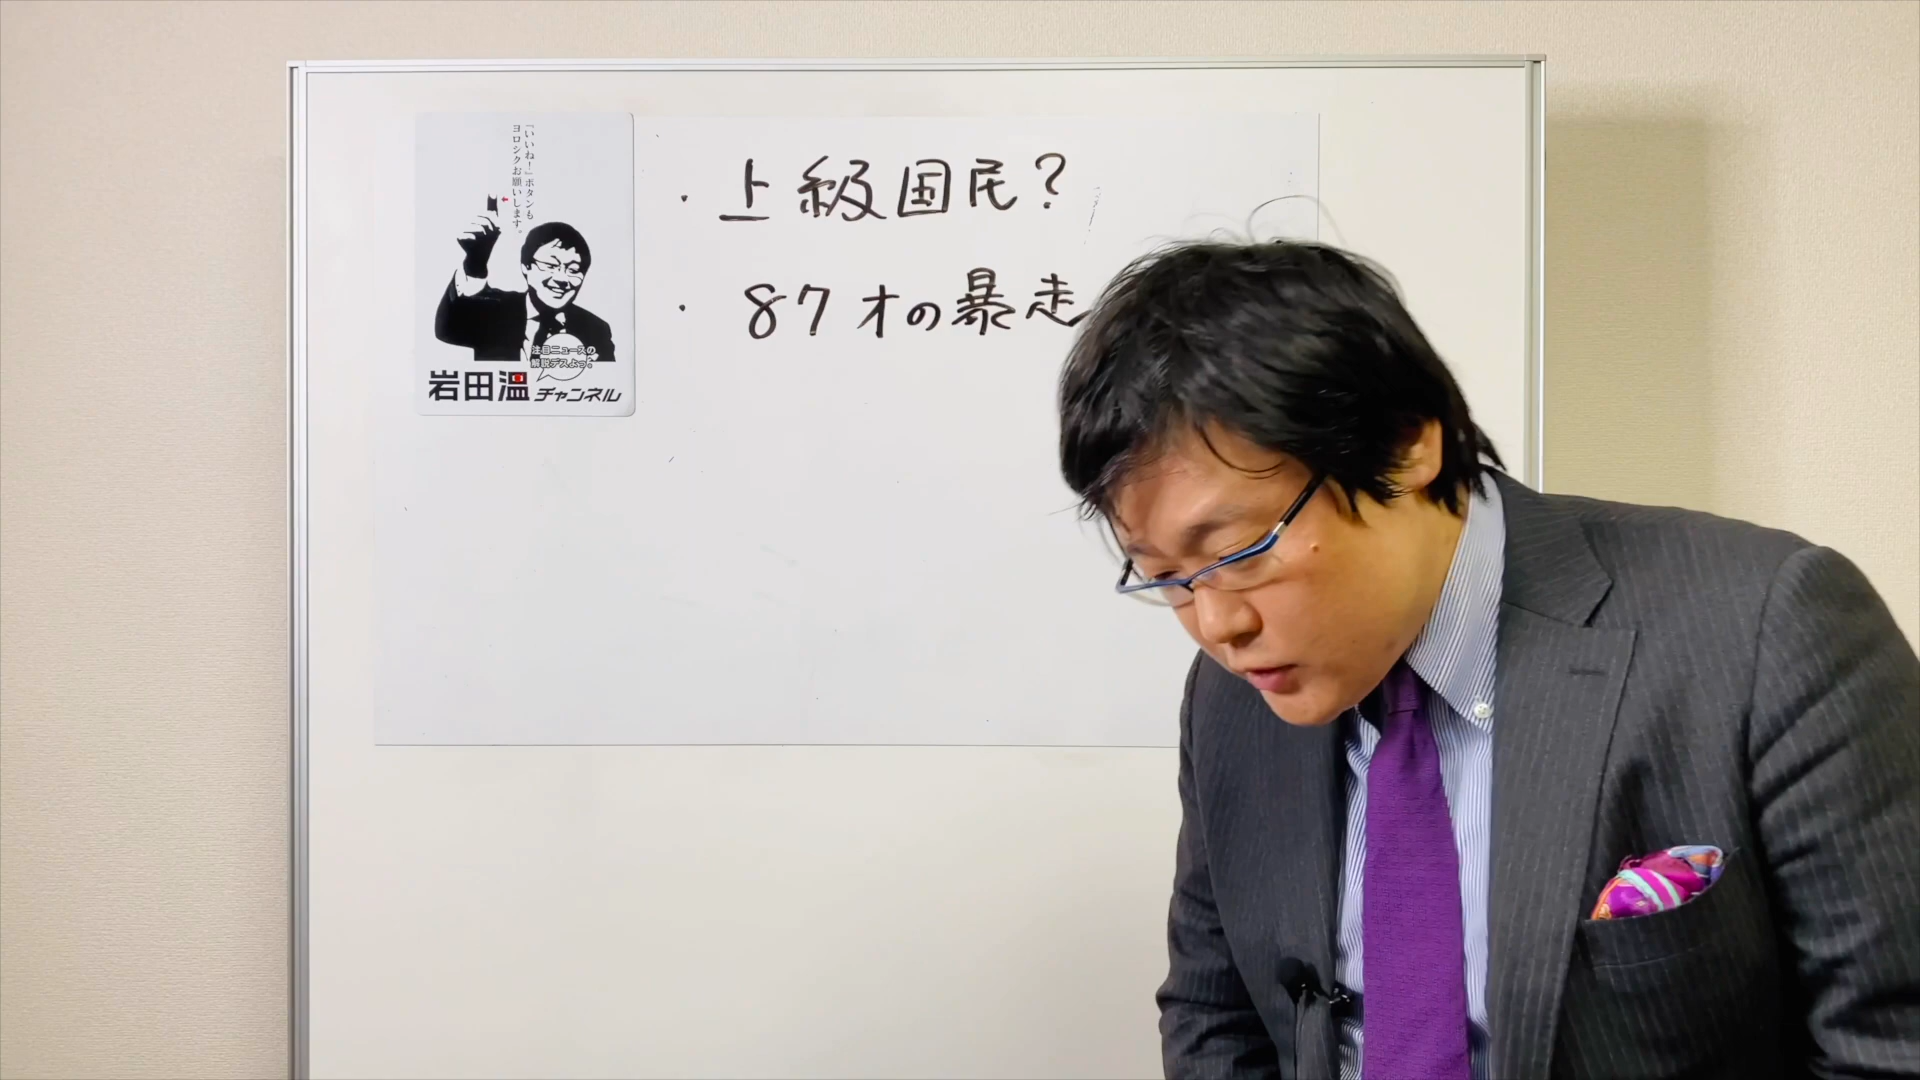 「いいね！」ボタンも
ヨロシクお願いします。
注目ニュースの
解説デスよっ。
岩田温チャンネル
・上級国民？
・87才の暴走